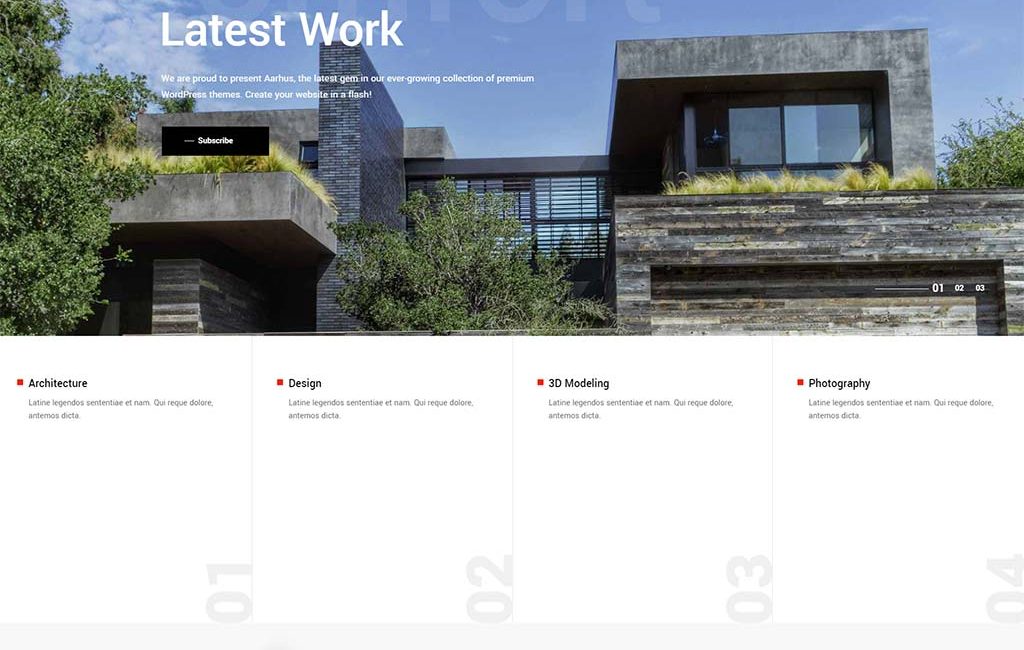 Latest Work
We are proud to present Aarhus, the latest gem in our ever-growing collection of premium
WordPress themes. Create your website in a flash!
Subscribe
01 02 03
Architecture
Latine legendos sententiae et nam. Qui reque dolore,
antemos dicta.
01
Design
Latine legendos sententiae et nam. Qui reque dolore,
antemos dicta.
02
3D Modeling
Latine legendos sententiae et nam. Qui reque dolore,
antemos dicta.
03
Photography
Latine legendos sententiae et nam. Qui reque dolore,
antemos dicta.
04